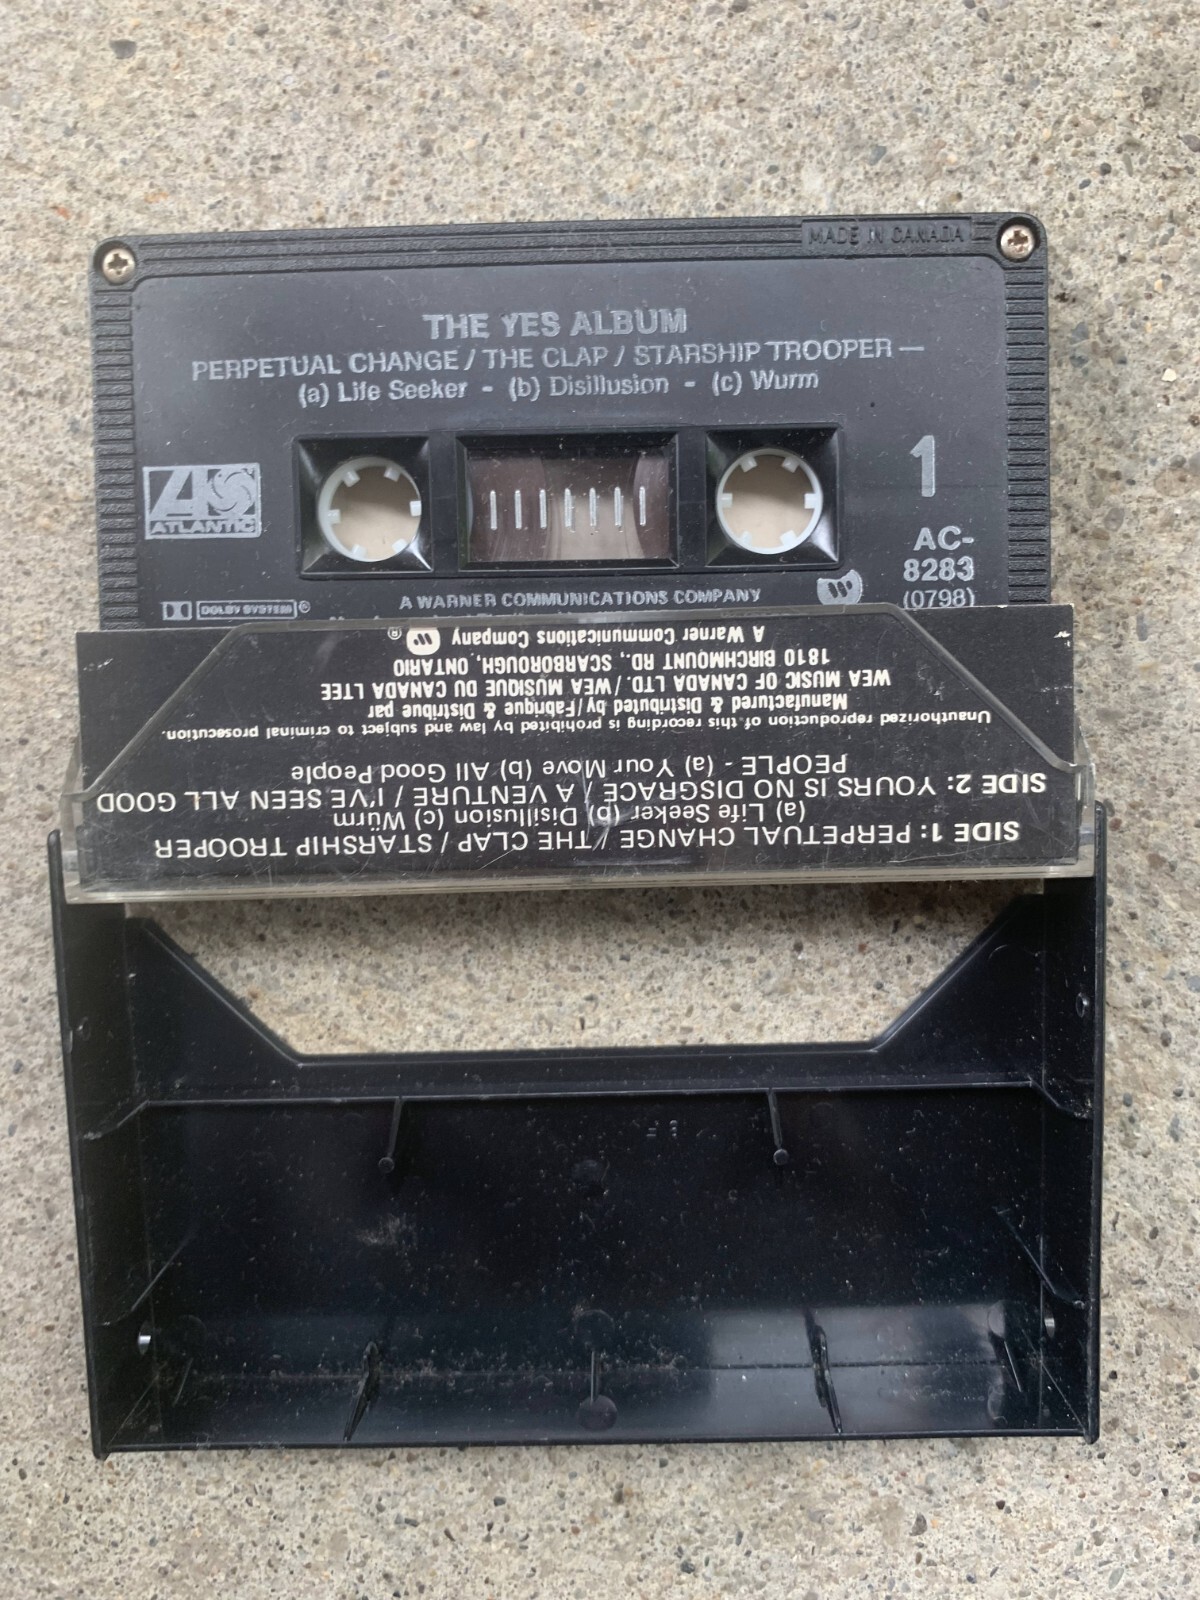 MADE IN CANADA
THE YES ALBUM
PERPETUAL CHANGE / THE CLAP / STARSHIP TROOPER —
(a) Life Seeker - (b) Disillusion - (c) Wurm
1
ATLANTIC
AC-
8283
(0798)
DOLBY SYSTEM ®
A WARNER COMMUNICATIONS COMPANY
SIDE 1: PERPETUAL CHANGE / THE CLAP / STARSHIP TROOPER
(a) Life Seeker (b) Disillusion (c) Würm
SIDE 2: YOURS IS NO DISGRACE / A VENTURE / I'VE SEEN ALL GOOD
PEOPLE - (a) Your Move (b) All Good People
Unauthorized reproduction of this recording is prohibited by law and subject to criminal prosecution.
Manufactured & Distributed by/Fabrique & Distribue par
WEA MUSIC OF CANADA LTD. / WEA MUSIQUE DU CANADA LTEE
1810 BIRCHMOUNT RD., SCARBOROUGH, ONTARIO
A Warner Communications Company ®